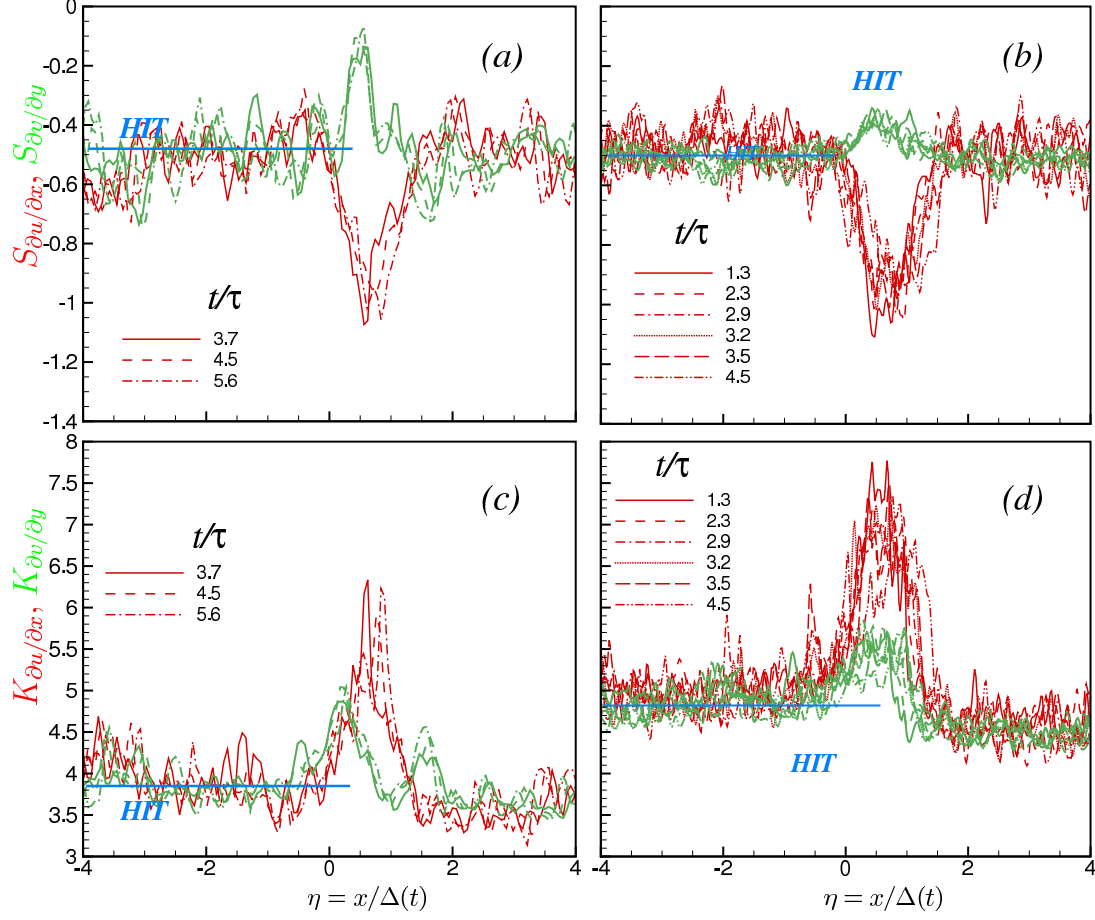 0
-0.2
-0.4
-0.6
-0.8
-1
-1.2
-1.4
S∂u/∂x, S∂v/∂y
(a)
HIT
t/τ
3.7
4.5
5.6
(b)
HIT
HIT
t/τ
1.3
2.3
2.9
3.2
3.5
4.5
8
7.5
7
6.5
6
5.5
5
4.5
4
3.5
3
K∂u/∂x, K∂v/∂y
(c)
t/τ
3.7
4.5
5.6
HIT
-4 -2 0 2 4
η = x/Δ(t)
(d)
t/τ
1.3
2.3
2.9
3.2
3.5
4.5
HIT
-4 -2 0 2 4
η = x/Δ(t)